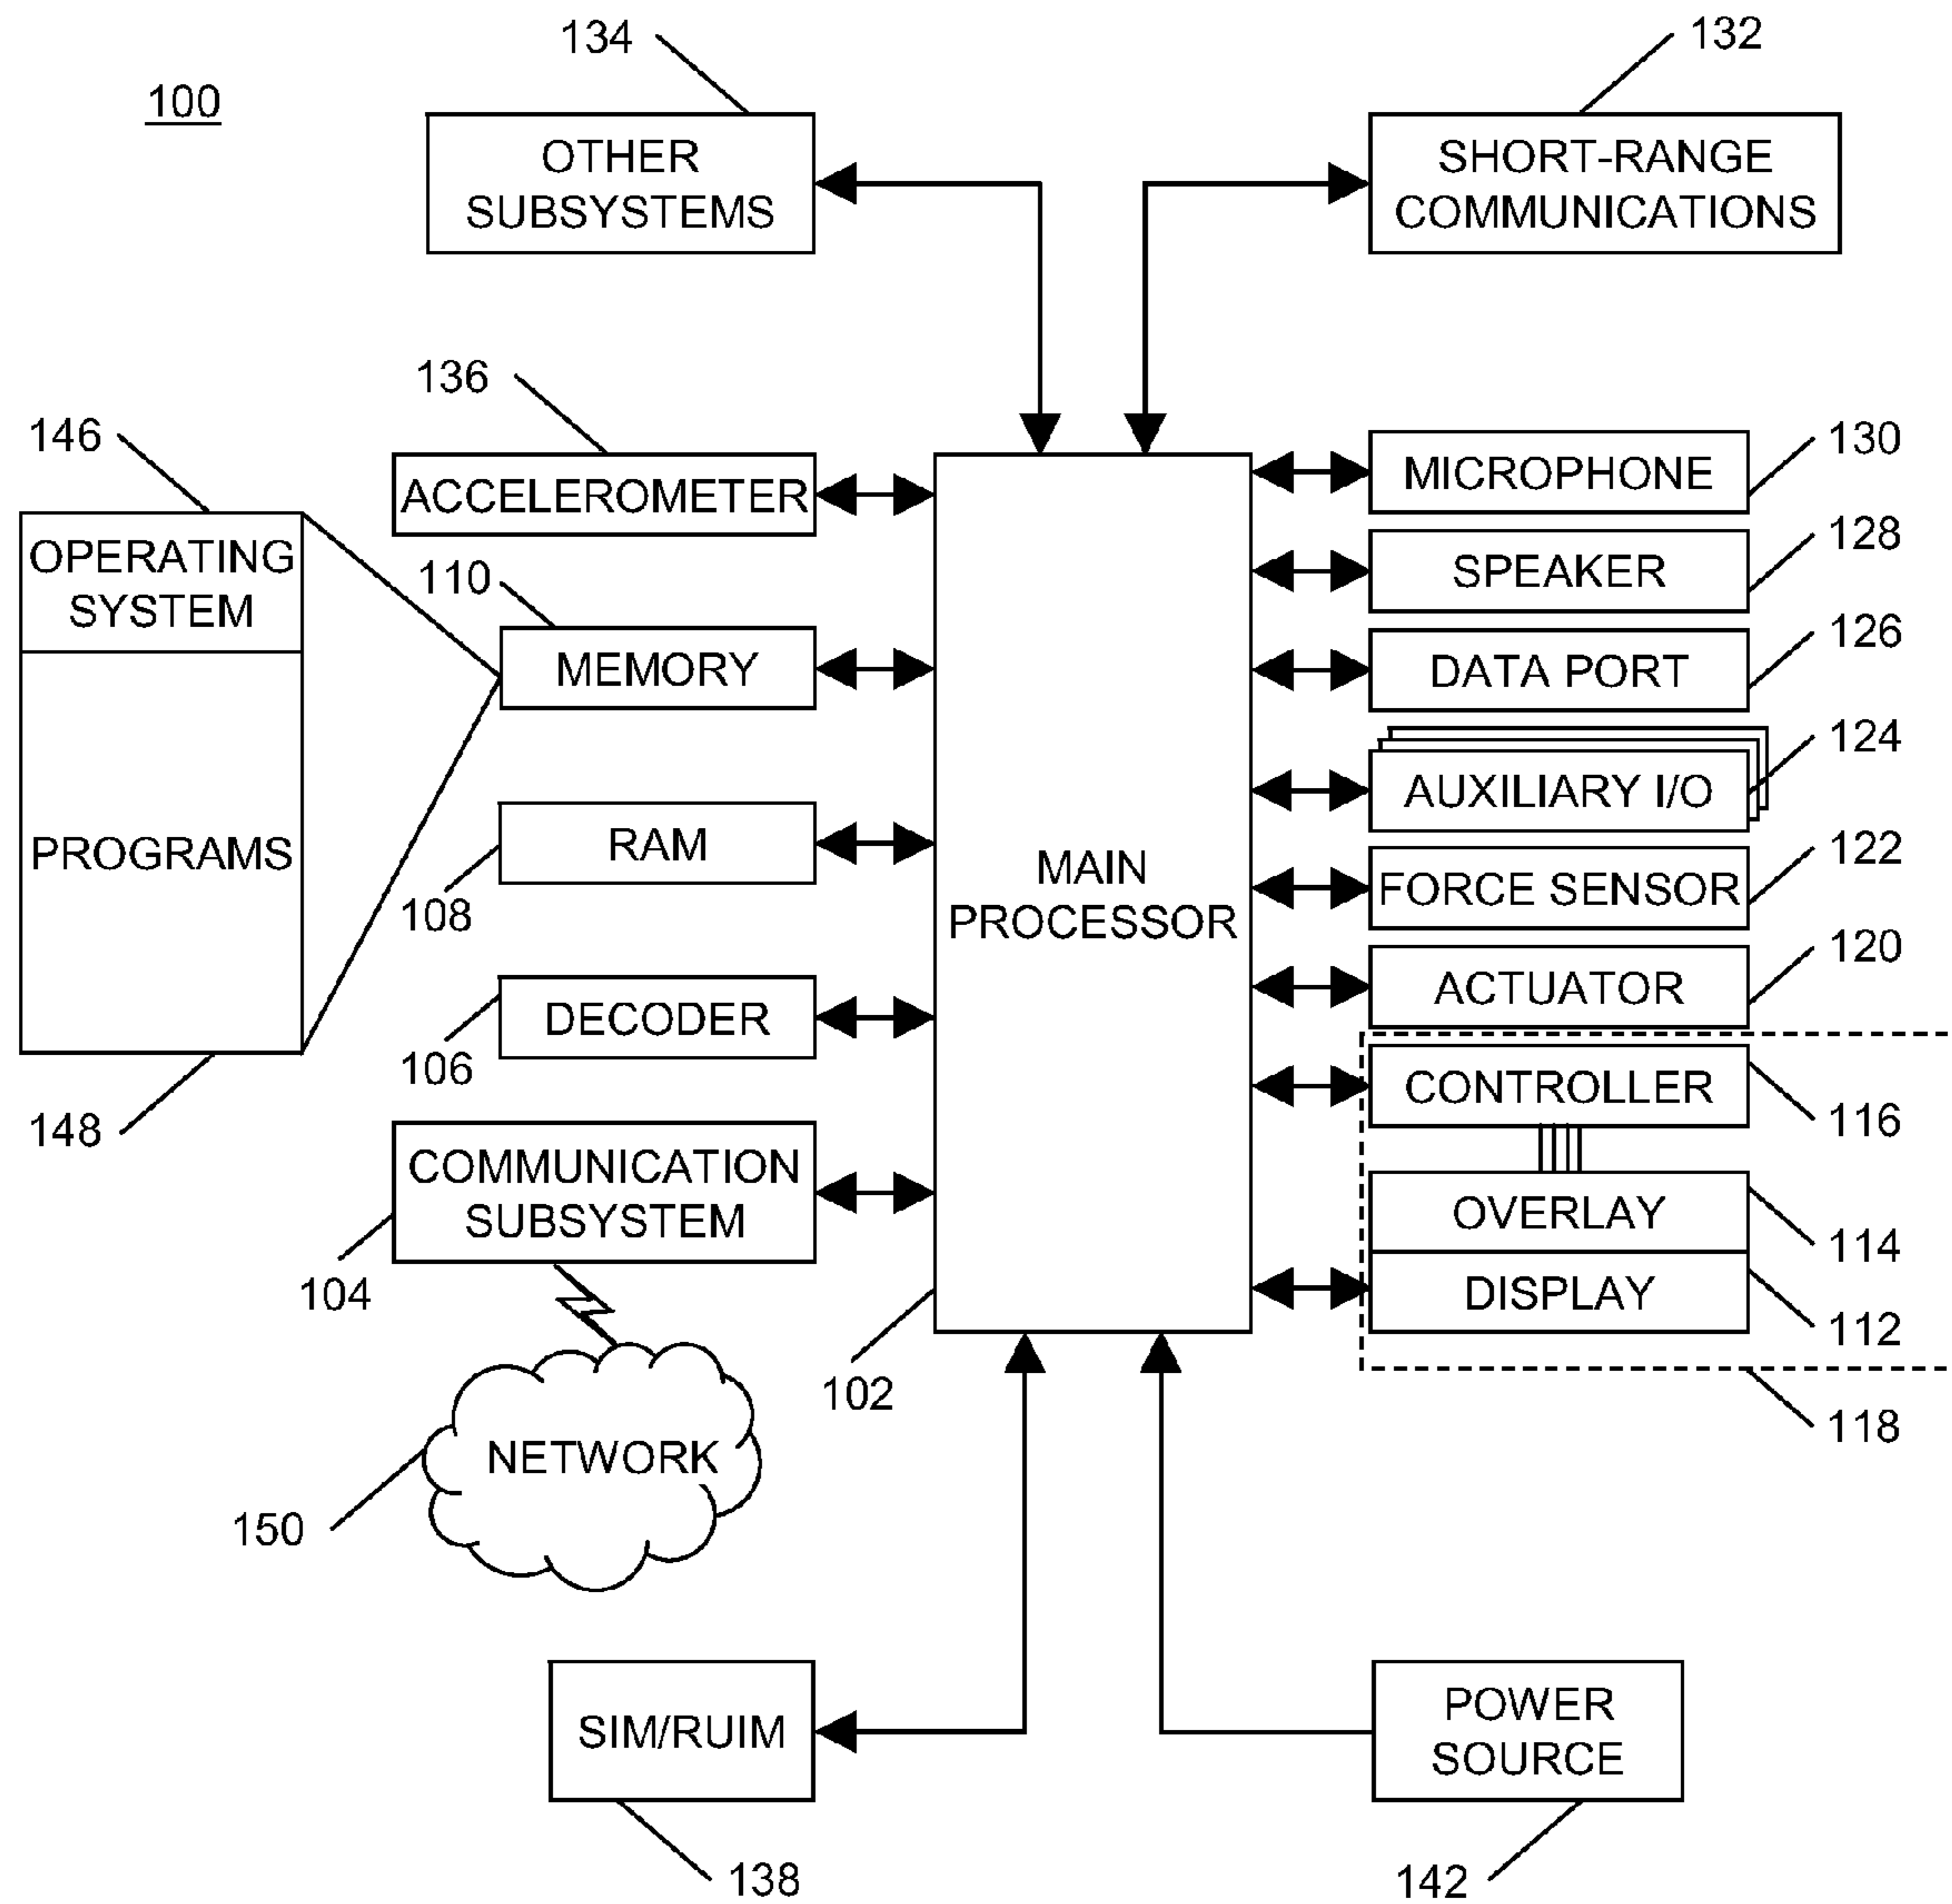 134
132
100
OTHER
SUBSYSTEMS
SHORT-RANGE
COMMUNICATIONS
136
146
130
ACCELEROMETER
MICROPHONE
OPERATING
SYSTEM
110
128
SPEAKER
MEMORY
126
DATA PORT
124
AUXILIARY I/O
PROGRAMS
RAM
MAIN
PROCESSOR
122
FORCE SENSOR
108
120
ACTUATOR
DECODER
106
CONTROLLER
116
148
COMMUNICATION
SUBSYSTEM
OVERLAY
114
104
DISPLAY
112
102
118
NETWORK
150
SIM/RUIM
POWER
SOURCE
138
142